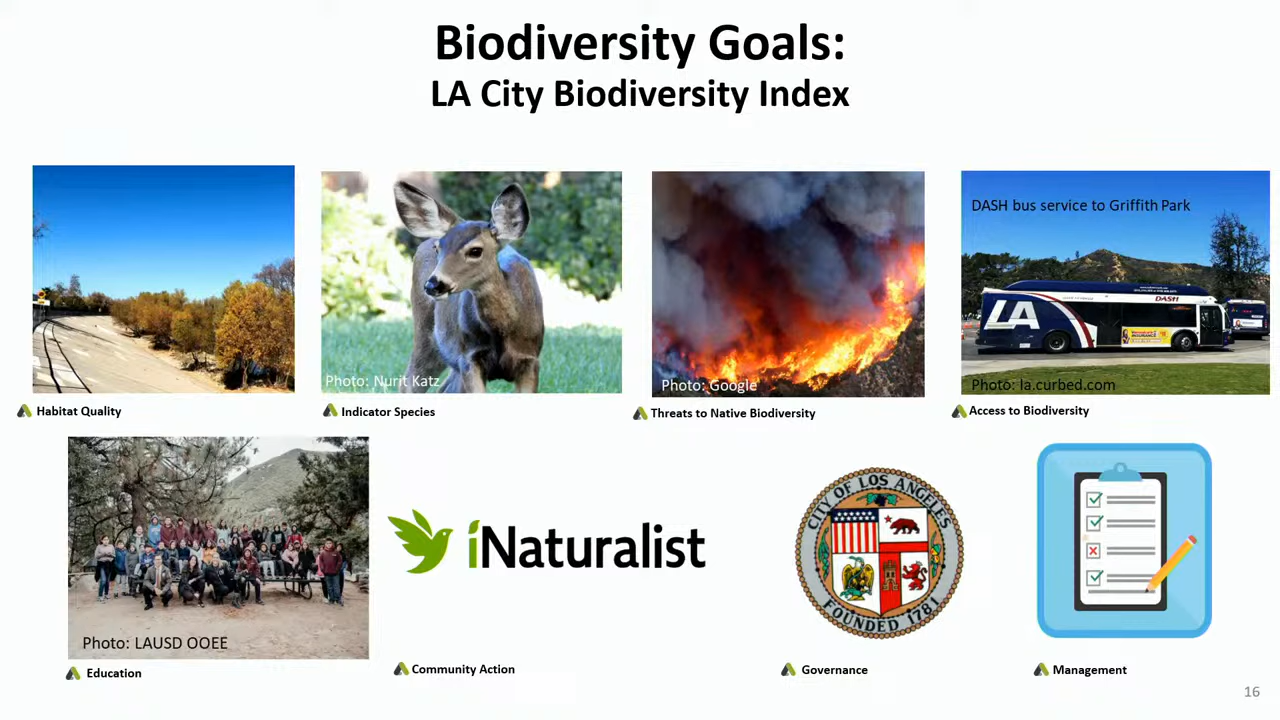 Biodiversity Goals:
LA City Biodiversity Index
DASH bus service to Griffith Park
LA
DASH
Photo: Nurit Katz
Photo: Google
Photo: la.curbed.com
Habitat Quality
Indicator Species
Threats to Native Biodiversity
Access to Biodiversity
CITY OF LOS ANGELES
FOUNDED 1781
iNaturalist
Photo: LAUSD OOEE
Education
Community Action
Governance
Management
16